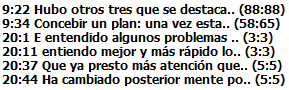 9:22 Hubo otros tres que se destaca.. (88:88)
9:34 Concebir un plan: una vez esta.. (58:65)
20:1 E entendido algunos problemas .. (3:3)
20:11 entiendo mejor y más rápido lo.. (3:3)
20:37 Que ya presto más atención que.. (5:5)
20:44 Ha cambiado posterior mente po.. (5:5)